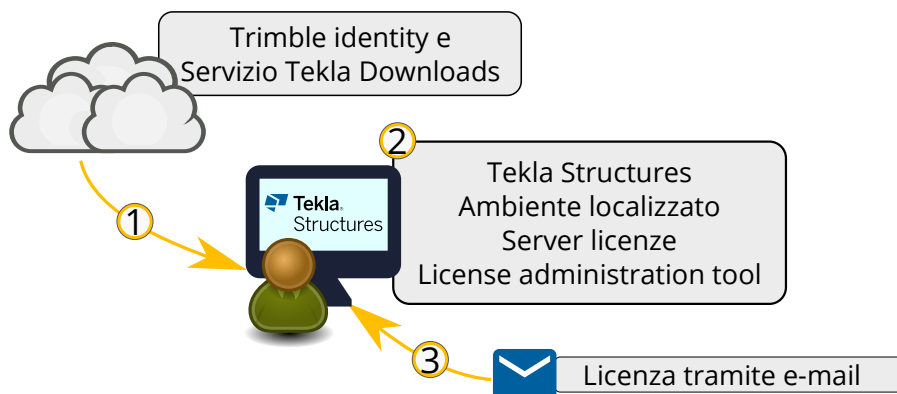 Trimble identity e
Servizio Tekla Downloads
2
Tekla Structures
Ambiente localizzato
Server licenze
License administration tool
Tekla®
Structures
1
3
Licenza tramite e-mail